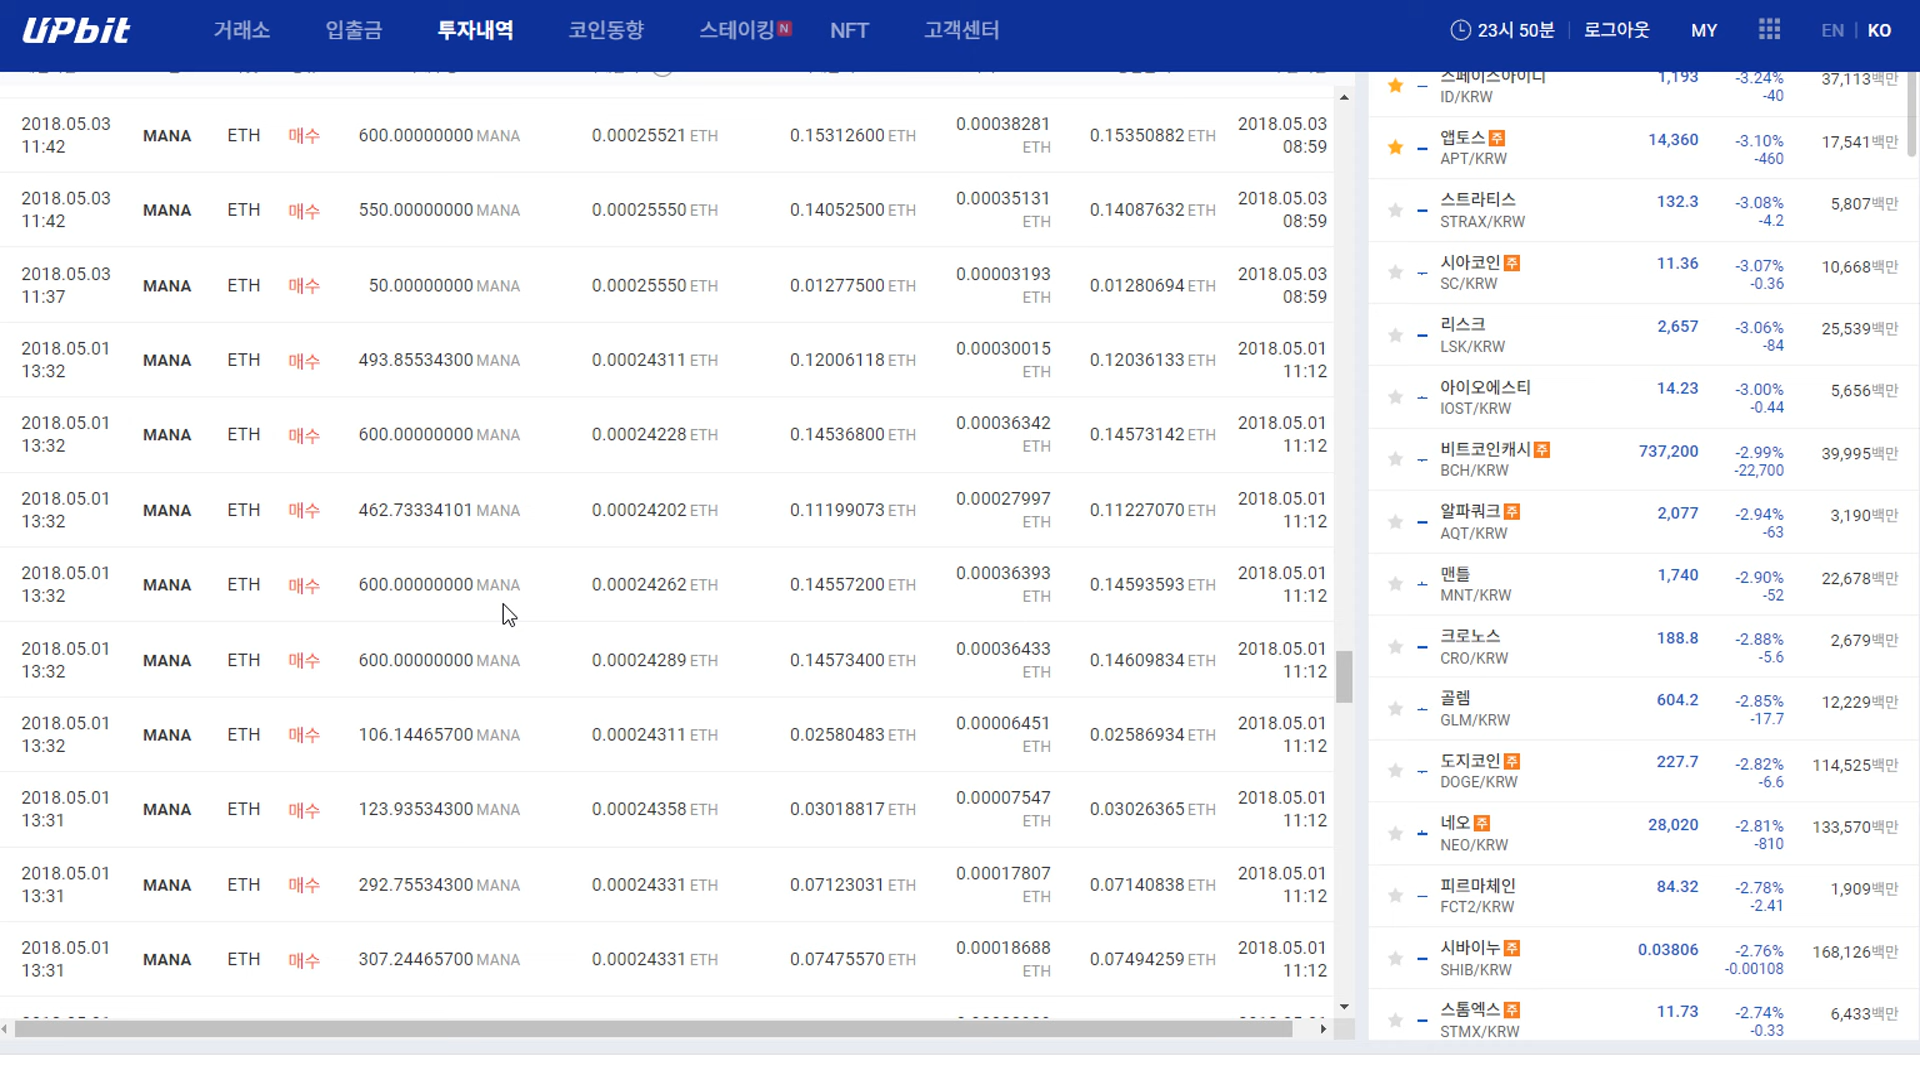 UPbit 거래소 입출금 투자내역 코인동향 스테이킹 N NFT 고객센터 23시 50분 로그아웃 MY EN KO
2018.05.03 11:42 MANA ETH 매수 600.00000000 MANA 0.00025521 ETH 0.15312600 ETH 0.00038281 ETH 0.15350882 ETH 2018.05.03 08:59
2018.05.03 11:42 MANA ETH 매수 550.00000000 MANA 0.00025550 ETH 0.14052500 ETH 0.00035131 ETH 0.14087632 ETH 2018.05.03 08:59
2018.05.03 11:37 MANA ETH 매수 50.00000000 MANA 0.00025550 ETH 0.01277500 ETH 0.00003193 ETH 0.01280694 ETH 2018.05.03 08:59
2018.05.01 13:32 MANA ETH 매수 493.85534300 MANA 0.00024311 ETH 0.12006118 ETH 0.00030015 ETH 0.12036133 ETH 2018.05.01 11:12
2018.05.01 13:32 MANA ETH 매수 600.00000000 MANA 0.00024228 ETH 0.14536800 ETH 0.00036342 ETH 0.14573142 ETH 2018.05.01 11:12
2018.05.01 13:32 MANA ETH 매수 462.73334101 MANA 0.00024202 ETH 0.11199073 ETH 0.00027997 ETH 0.11227070 ETH 2018.05.01 11:12
2018.05.01 13:32 MANA ETH 매수 600.00000000 MANA 0.00024262 ETH 0.14557200 ETH 0.00036393 ETH 0.14593593 ETH 2018.05.01 11:12
2018.05.01 13:32 MANA ETH 매수 600.00000000 MANA 0.00024289 ETH 0.14573400 ETH 0.00036433 ETH 0.14609834 ETH 2018.05.01 11:12
2018.05.01 13:32 MANA ETH 매수 106.14465700 MANA 0.00024311 ETH 0.02580483 ETH 0.00006451 ETH 0.02586934 ETH 2018.05.01 11:12
2018.05.01 13:31 MANA ETH 매수 123.93534300 MANA 0.00024358 ETH 0.03018817 ETH 0.00007547 ETH 0.03026365 ETH 2018.05.01 11:12
2018.05.01 13:31 MANA ETH 매수 292.75534300 MANA 0.00024331 ETH 0.07123031 ETH 0.00017807 ETH 0.07140838 ETH 2018.05.01 11:12
2018.05.01 13:31 MANA ETH 매수 307.24465700 MANA 0.00024331 ETH 0.07475570 ETH 0.00018688 ETH 0.07494259 ETH 2018.05.01 11:12
스페이스아이디 1,193 -3.24% 37,113백만
ID/KRW -40
앱토스 주 14,360 -3.10% 17,541백만
APT/KRW -460
스트라티스 132.3 -3.08% 5,807백만
STRAX/KRW -4.2
시아코인 주 11.36 -3.07% 10,668백만
SC/KRW -0.36
리스크 2,657 -3.06% 25,539백만
LSK/KRW -84
아이오에스티 14.23 -3.00% 5,656백만
IOST/KRW -0.44
비트코인캐시 주 737,200 -2.99% 39,995백만
BCH/KRW -22,700
알파쿼크 주 2,077 -2.94% 3,190백만
AQT/KRW -63
맨틀 1,740 -2.90% 22,678백만
MNT/KRW -52
크로노스 188.8 -2.88% 2,679백만
CRO/KRW -5.6
골렘 604.2 -2.85% 12,229백만
GLM/KRW -17.7
도지코인 주 227.7 -2.82% 114,525백만
DOGE/KRW -6.6
네오 주 28,020 -2.81% 133,570백만
NEO/KRW -810
피르마체인 84.32 -2.78% 1,909백만
FCT2/KRW -2.41
시바이누 주 0.03806 -2.76% 168,126백만
SHIB/KRW -0.00108
스톰엑스 주 11.73 -2.74% 6,433백만
STMX/KRW -0.33